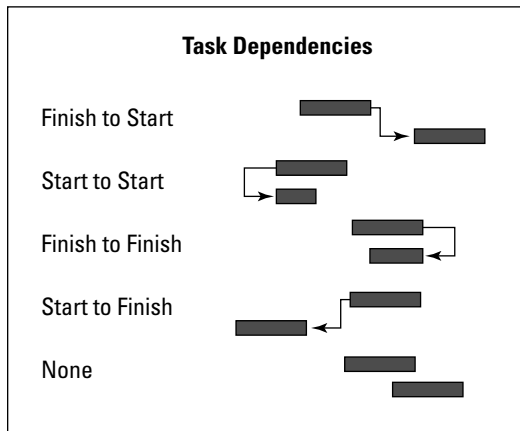 Task Dependencies
Finish to Start
Start to Start
Finish to Finish
Start to Finish
None